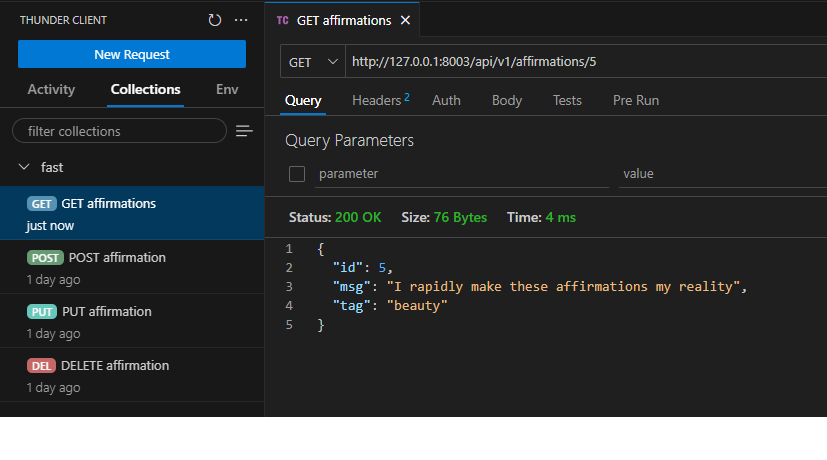 THUNDER CLIENT
New Request
Activity Collections Env
filter collections
fast
GET GET affirmations
just now
POST POST affirmation
1 day ago
PUT PUT affirmation
1 day ago
DEL DELETE affirmation
1 day ago
TC GET affirmations
GET http://127.0.0.1:8003/api/v1/affirmations/5
Query Headers 2 Auth Body Tests Pre Run
Query Parameters
parameter value
Status: 200 OK Size: 76 Bytes Time: 4 ms
1 {
2 "id": 5,
3 "msg": "I rapidly make these affirmations my reality",
4 "tag": "beauty"
5 }